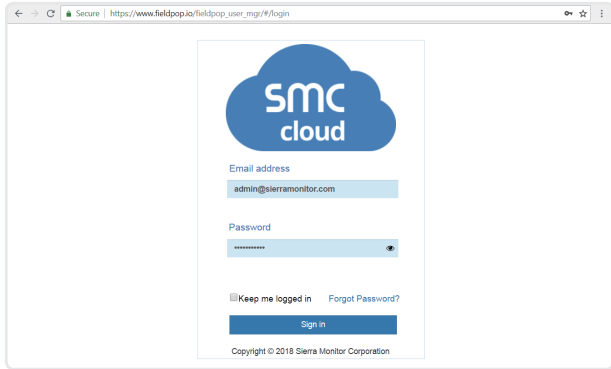 Secure | https://www.fieldpop.io/fieldpop_user_mgr/#/login
smc
cloud
Email address
admin@sierramonitor.com
Password
•••••••••••
Keep me logged in Forgot Password?
Sign in
Copyright © 2018 Sierra Monitor Corporation